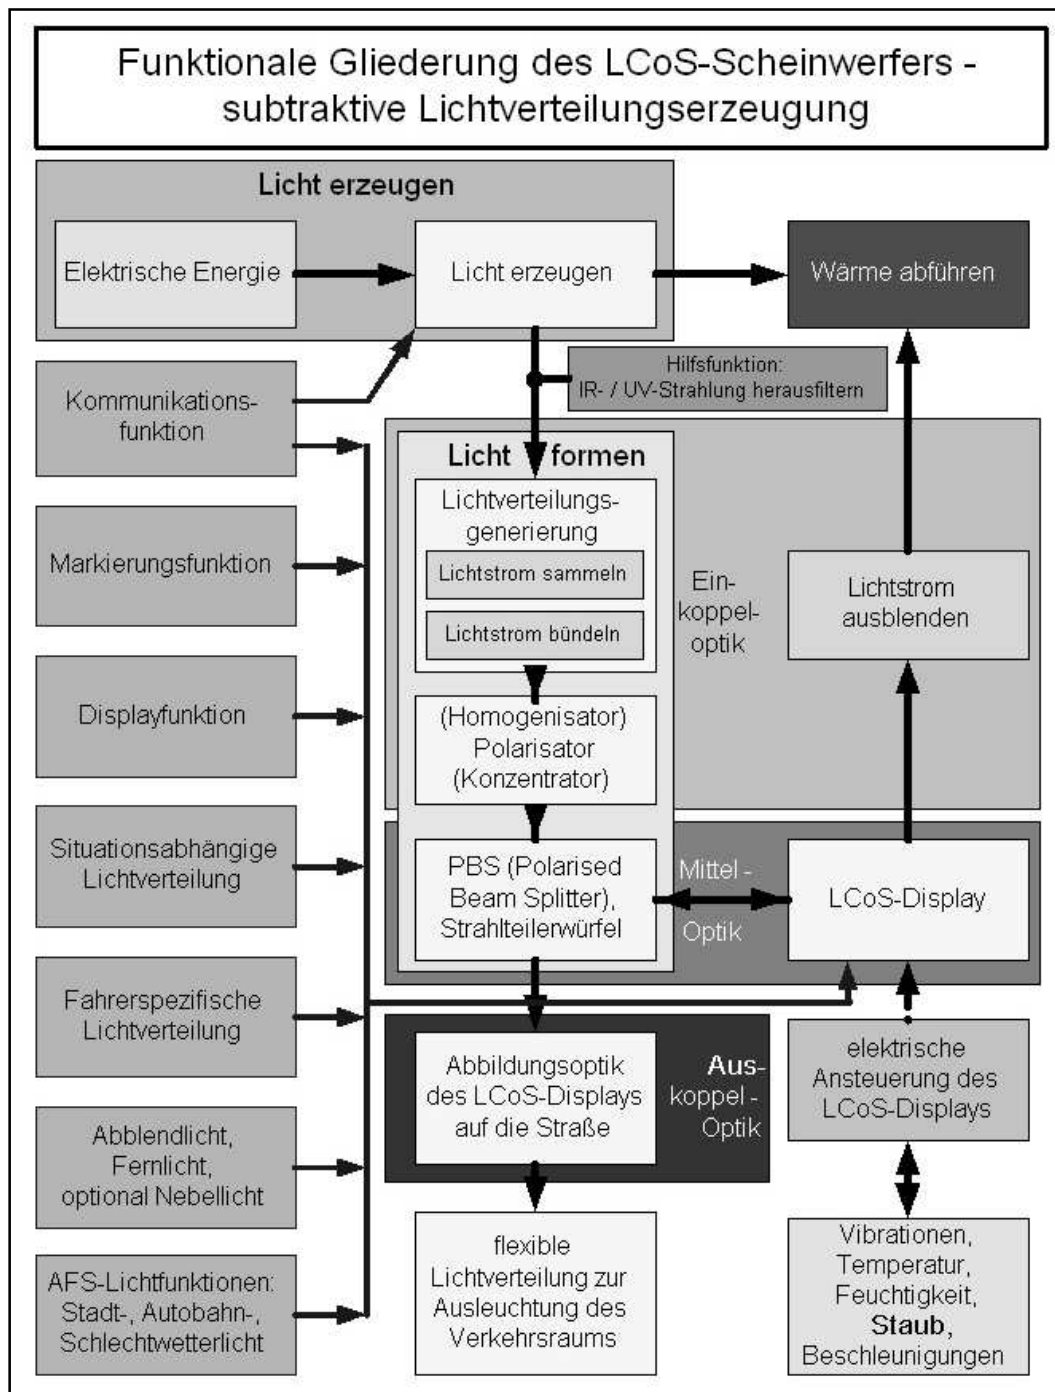 Funktionale Gliederung des LCoS-Scheinwerfers -
subtraktive Lichtverteilungserzeugung
Licht erzeugen
Elektrische Energie
Licht erzeugen
Wärme abführen
Hilfsfunktion:
IR- / UV-Strahlung herausfiltern
Kommunikations-
funktion
Licht formen
Lichtverteilungs-
generierung
Lichtstrom sammeln
Lichtstrom bündeln
Ein-
koppel-
optik
Lichtstrom
ausblenden
Markierungsfunktion
Displayfunktion
(Homogenisator)
Polarisator
(Konzentrator)
Situationsabhängige
Lichtverteilung
PBS (Polarised
Beam Splitter),
Strahlteilerwürfel
Mittel -
Optik
LCoS-Display
Fahrerspezifische
Lichtverteilung
Abbildungsoptik
des LCoS-Displays
auf die Straße
Aus-
koppel -
Optik
elektrische
Ansteuerung des
LCoS-Displays
Abblendlicht,
Fernlicht,
optional Nebellicht
AFS-Lichtfunktionen:
Stadt-, Autobahn-,
Schlechtwetterlicht
flexible
Lichtverteilung zur
Ausleuchtung des
Verkehrsraums
Vibrationen,
Temperatur,
Feuchtigkeit,
Staub,
Beschleunigungen